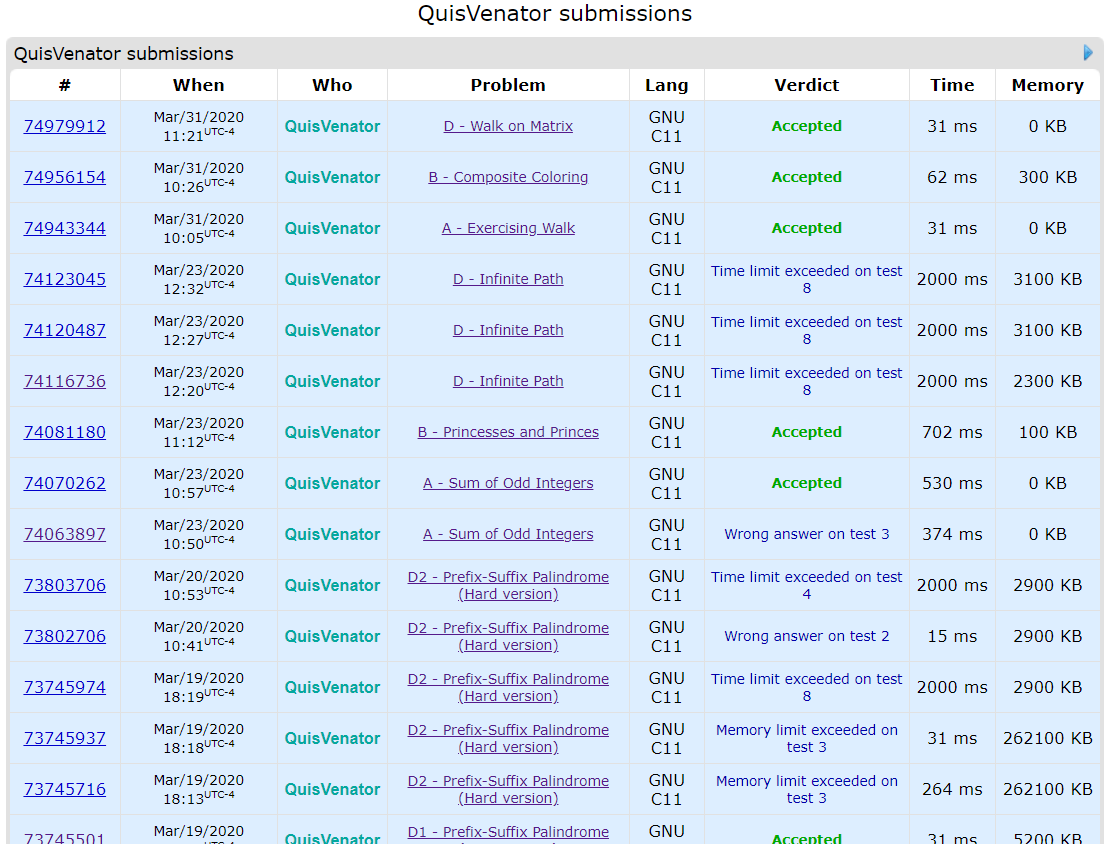 QuisVenator submissions
QuisVenator submissions
# When Who Problem Lang Verdict Time Memory
74979912 Mar/31/2020 11:21 UTC-4 QuisVenator D - Walk on Matrix GNU C11 Accepted 31 ms 0 KB
74956154 Mar/31/2020 10:26 UTC-4 QuisVenator B - Composite Coloring GNU C11 Accepted 62 ms 300 KB
74943344 Mar/31/2020 10:05 UTC-4 QuisVenator A - Exercising Walk GNU C11 Accepted 31 ms 0 KB
74123045 Mar/23/2020 12:32 UTC-4 QuisVenator D - Infinite Path GNU C11 Time limit exceeded on test 8 2000 ms 3100 KB
74120487 Mar/23/2020 12:27 UTC-4 QuisVenator D - Infinite Path GNU C11 Time limit exceeded on test 8 2000 ms 3100 KB
74116736 Mar/23/2020 12:20 UTC-4 QuisVenator D - Infinite Path GNU C11 Time limit exceeded on test 8 2000 ms 2300 KB
74081180 Mar/23/2020 11:12 UTC-4 QuisVenator B - Princesses and Princes GNU C11 Accepted 702 ms 100 KB
74070262 Mar/23/2020 10:57 UTC-4 QuisVenator A - Sum of Odd Integers GNU C11 Accepted 530 ms 0 KB
74063897 Mar/23/2020 10:50 UTC-4 QuisVenator A - Sum of Odd Integers GNU C11 Wrong answer on test 3 374 ms 0 KB
73803706 Mar/20/2020 10:53 UTC-4 QuisVenator D2 - Prefix-Suffix Palindrome (Hard version) GNU C11 Time limit exceeded on test 4 2000 ms 2900 KB
73802706 Mar/20/2020 10:41 UTC-4 QuisVenator D2 - Prefix-Suffix Palindrome (Hard version) GNU C11 Wrong answer on test 2 15 ms 2900 KB
73745974 Mar/19/2020 18:19 UTC-4 QuisVenator D2 - Prefix-Suffix Palindrome (Hard version) GNU C11 Time limit exceeded on test 8 2000 ms 2900 KB
73745937 Mar/19/2020 18:18 UTC-4 QuisVenator D2 - Prefix-Suffix Palindrome (Hard version) GNU C11 Memory limit exceeded on test 3 31 ms 262100 KB
73745716 Mar/19/2020 18:13 UTC-4 QuisVenator D2 - Prefix-Suffix Palindrome (Hard version) GNU C11 Memory limit exceeded on test 3 264 ms 262100 KB
73745501 Mar/19/2020 QuisVenator D1 - Prefix-Suffix Palindrome GNU Accepted 31 ms 5200 KB